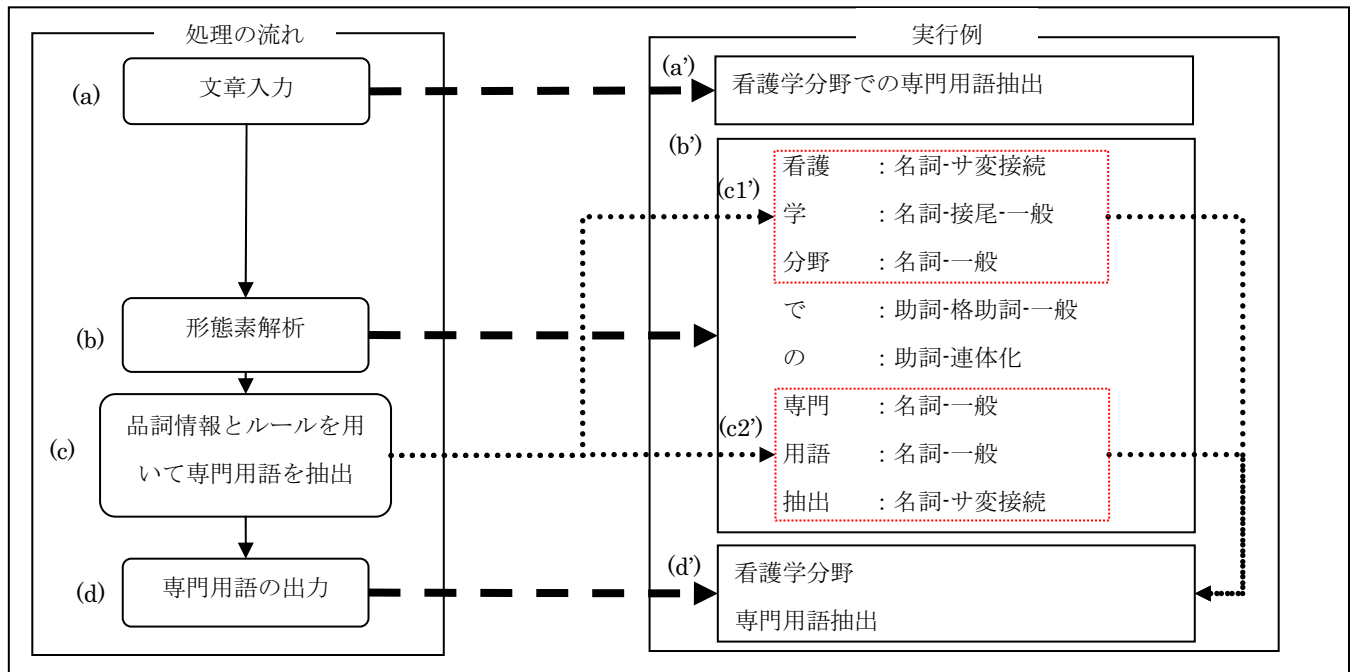 処理の流れ
(a)
文章入力
(b)
形態素解析
(c)
品詞情報とルールを用
いて専門用語を抽出
(d)
専門用語の出力
実行例
(a’)
看護学分野での専門用語抽出
(b’)
(c1’)
看護 :名詞-サ変接続
学 :名詞-接尾-一般
分野 :名詞-一般
で :助詞-格助詞-一般
の :助詞-連体化
(c2’)
専門 :名詞-一般
用語 :名詞-一般
抽出 :名詞-サ変接続
(d’)
看護学分野
専門用語抽出